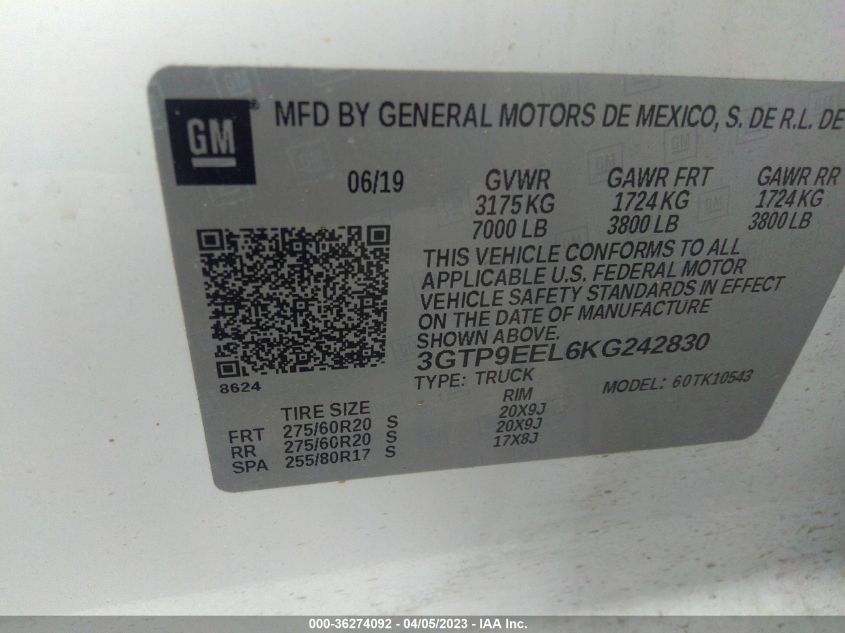 GM ® MFD BY GENERAL MOTORS DE MEXICO, S. DE R.L. DE
06/19 GVWR GAWR FRT GAWR RR
3175 KG 1724 KG 1724 KG
7000 LB 3800 LB 3800 LB
THIS VEHICLE CONFORMS TO ALL
APPLICABLE U.S. FEDERAL MOTOR
VEHICLE SAFETY STANDARDS IN EFFECT
ON THE DATE OF MANUFACTURE
SHOWN ABOVE.
3GTP9EEL6KG242830
8624
TYPE: TRUCK MODEL: 60TK10543
TIRE SIZE RIM
FRT 275/60R20 S 20X9J
RR 275/60R20 S 20X9J
SPA 255/80R17 S 17X8J
000-36274092 - 04/05/2023 - IAA Inc.